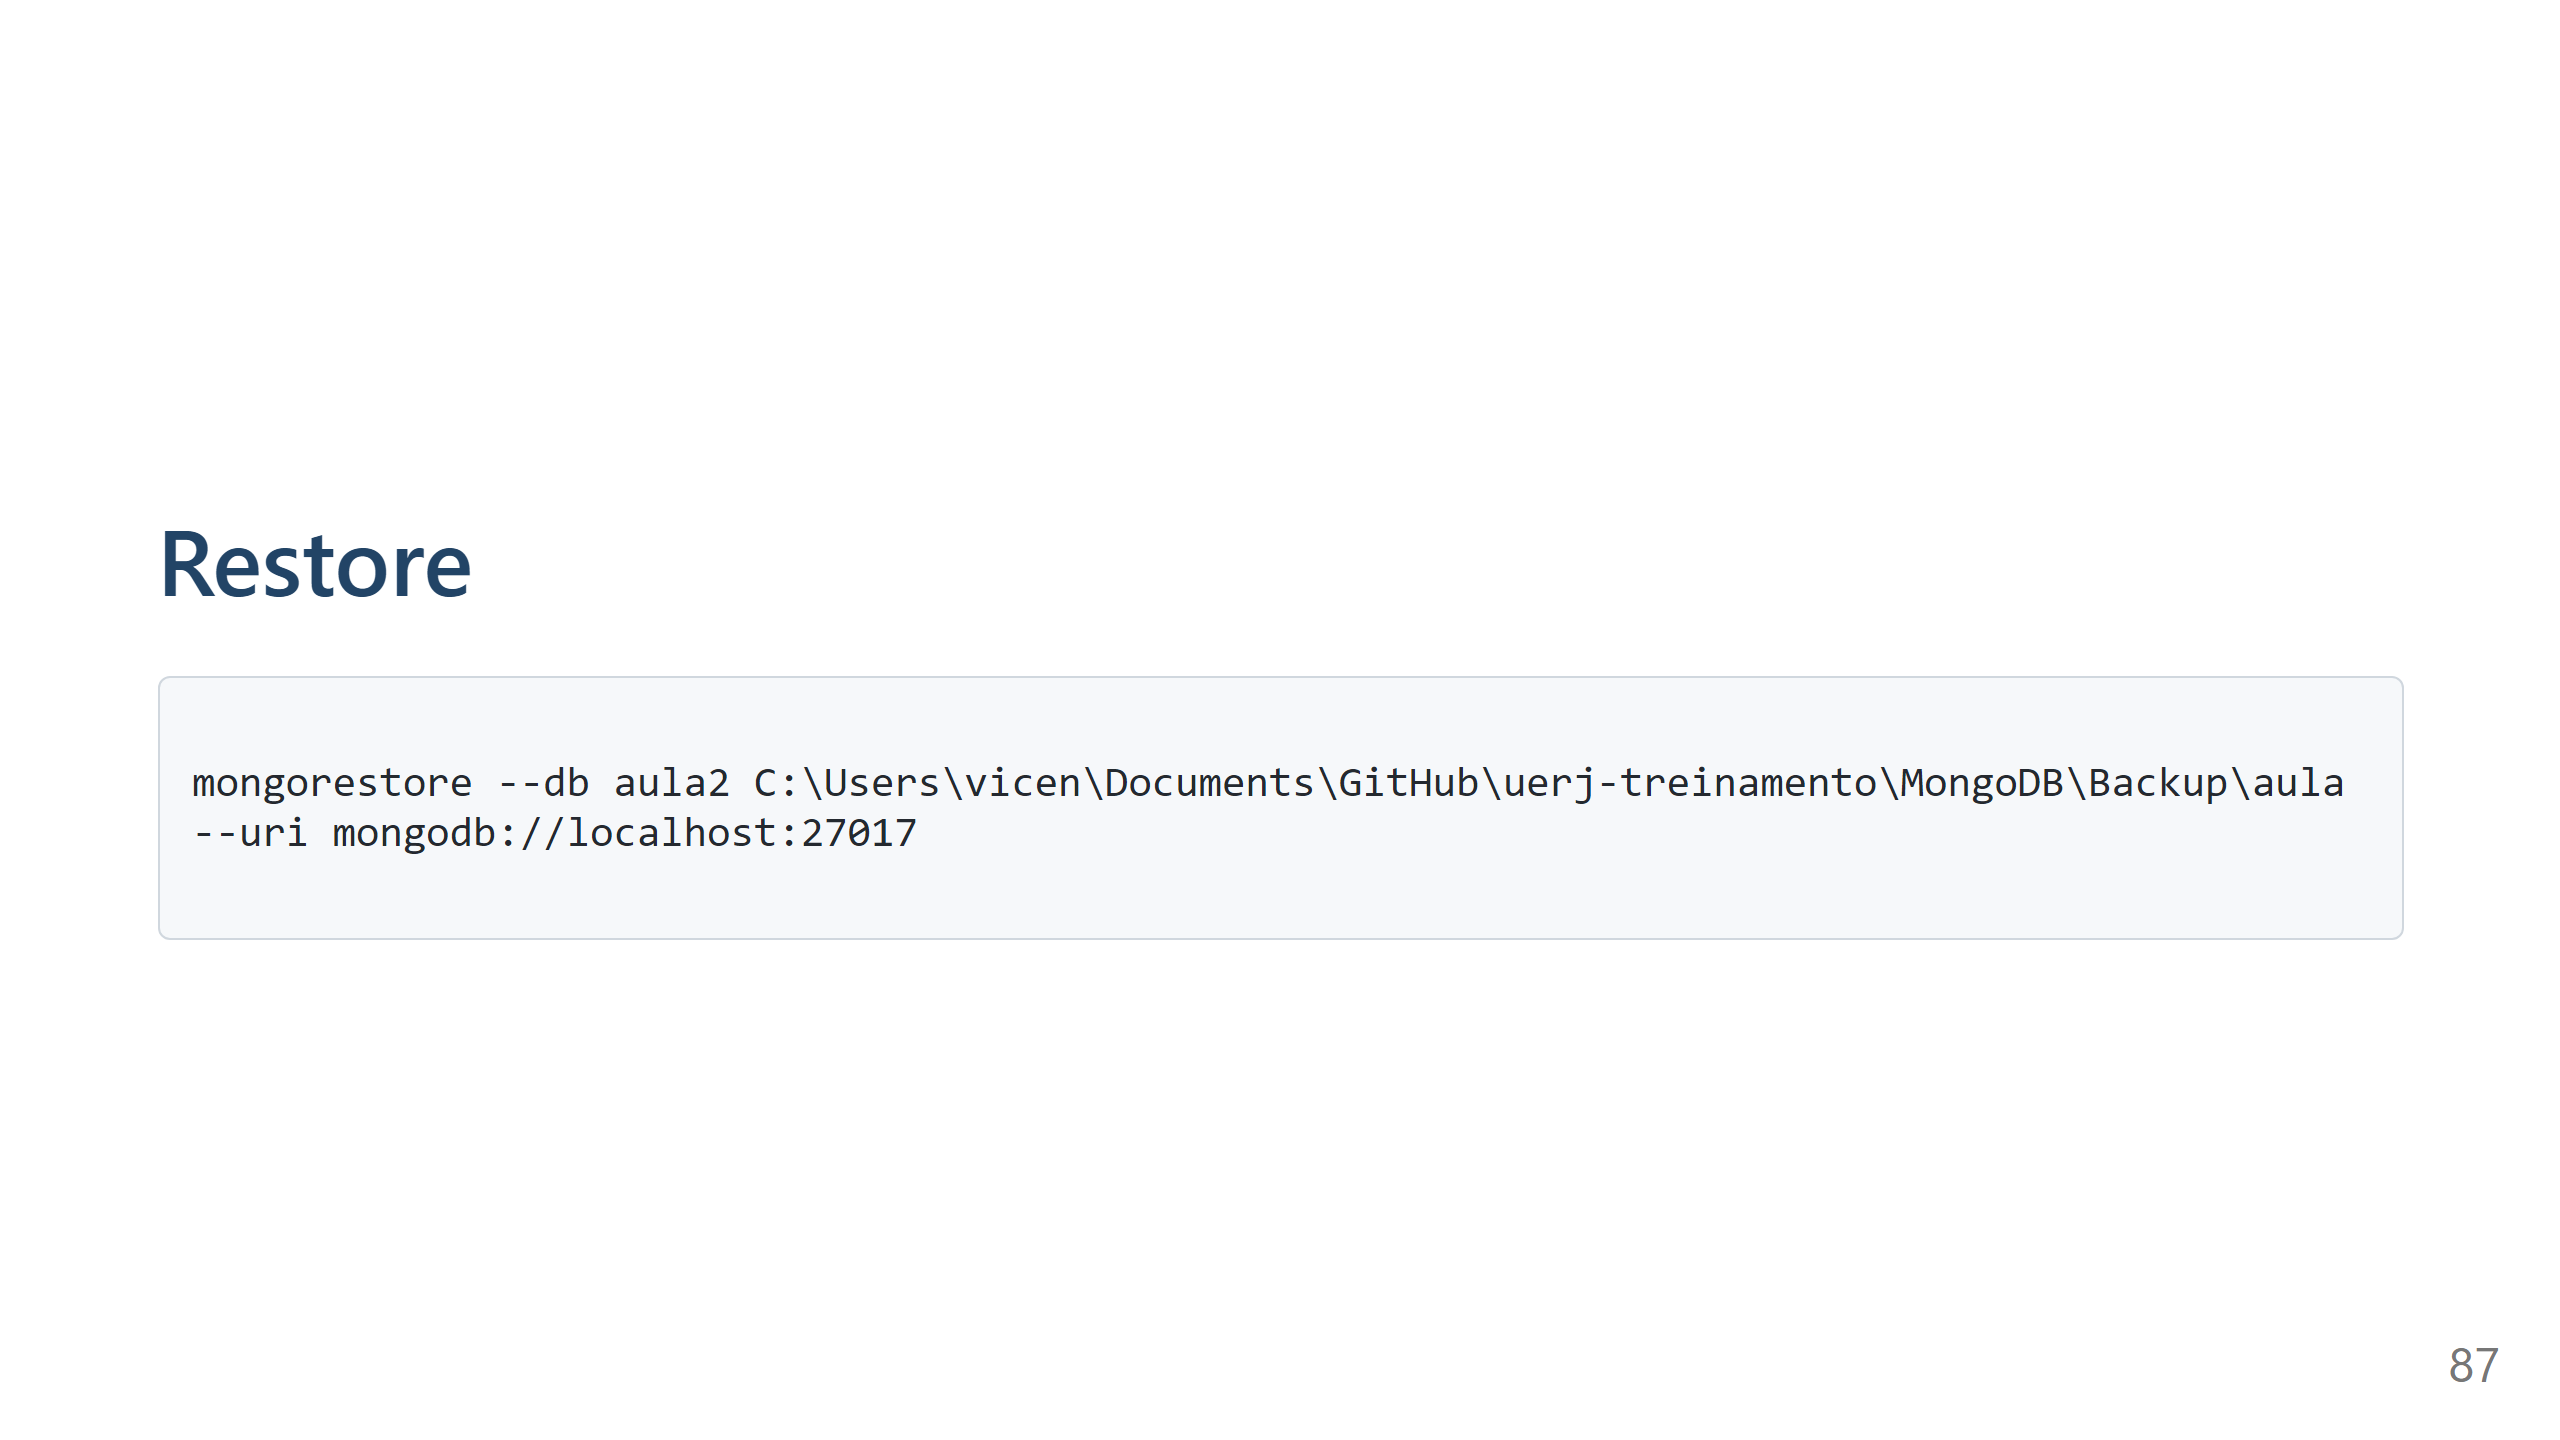 Restore
mongorestore --db aula2 C:\Users\vicen\Documents\GitHub\uerj-treinamento\MongoDB\Backup\aula
--uri mongodb://localhost:27017
87